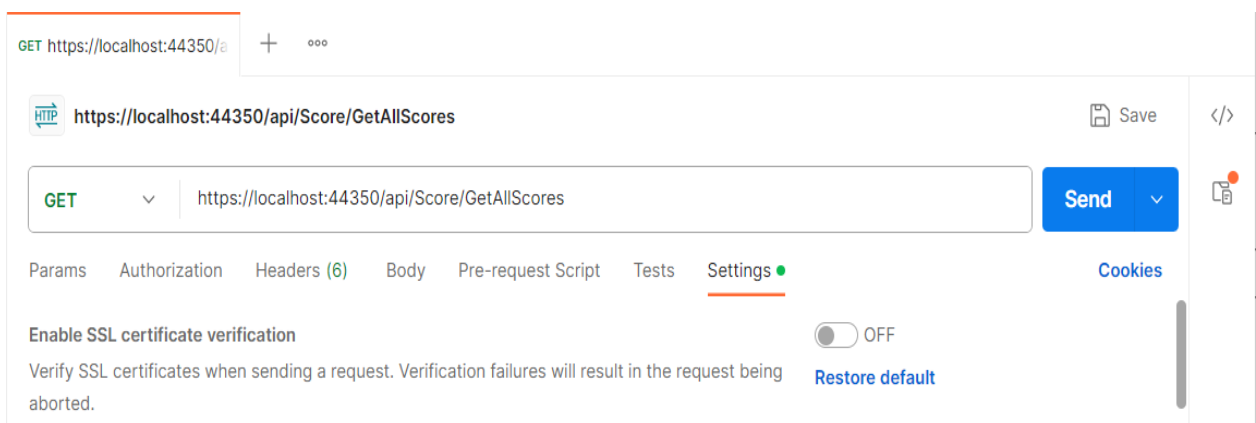 GET https://localhost:44350/a
HTTP https://localhost:44350/api/Score/GetAllScores
Save
</>
GET https://localhost:44350/api/Score/GetAllScores
Send
Params Authorization Headers (6) Body Pre-request Script Tests Settings Cookies
Enable SSL certificate verification OFF
Verify SSL certificates when sending a request. Verification failures will result in the request being Restore default
aborted.